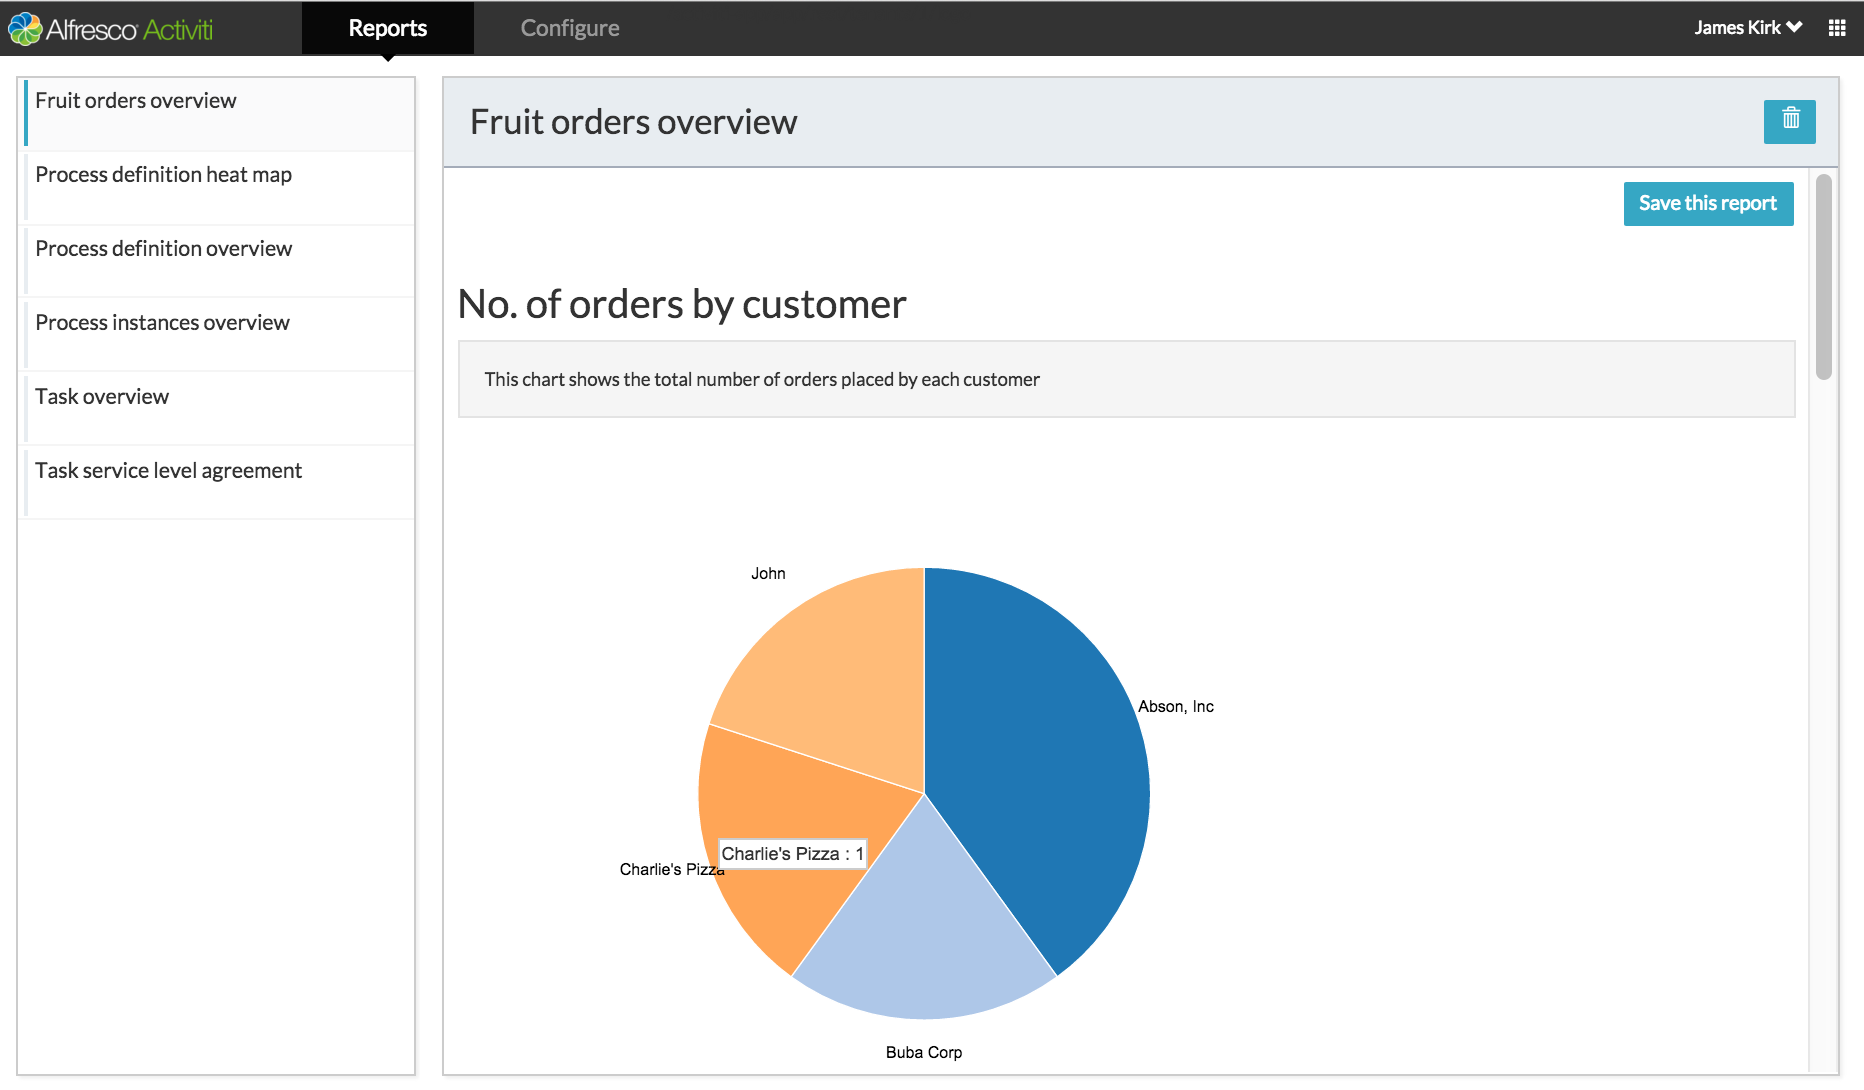 Alfresco Activiti
Reports
Configure
James Kirk
Fruit orders overview
Process definition heat map
Process definition overview
Process instances overview
Task overview
Task service level agreement
Fruit orders overview
Save this report
No. of orders by customer
This chart shows the total number of orders placed by each customer
John
Abson, Inc
Charlie's Pizza : 1
Charlie's Pizza
Buba Corp